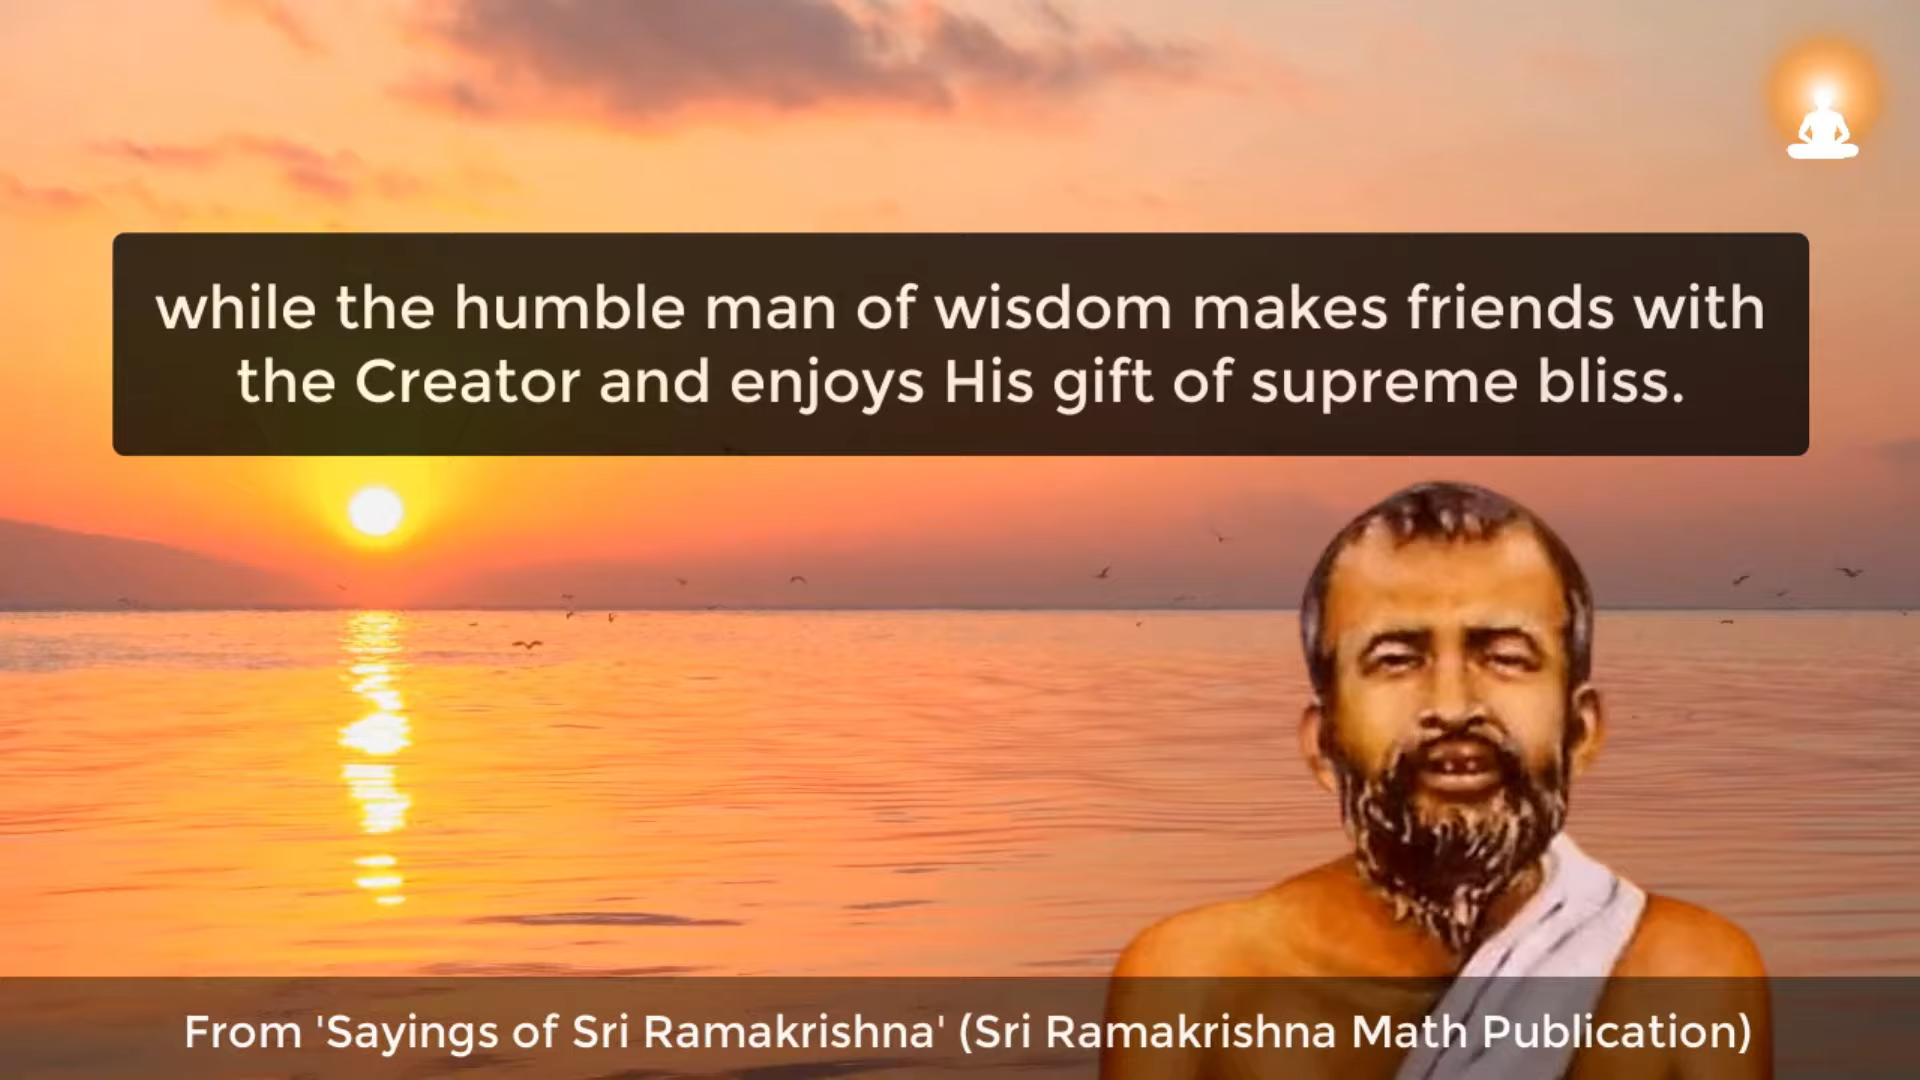 while the humble man of wisdom makes friends with
the Creator and enjoys His gift of supreme bliss.
From 'Sayings of Sri Ramakrishna' (Sri Ramakrishna Math Publication)